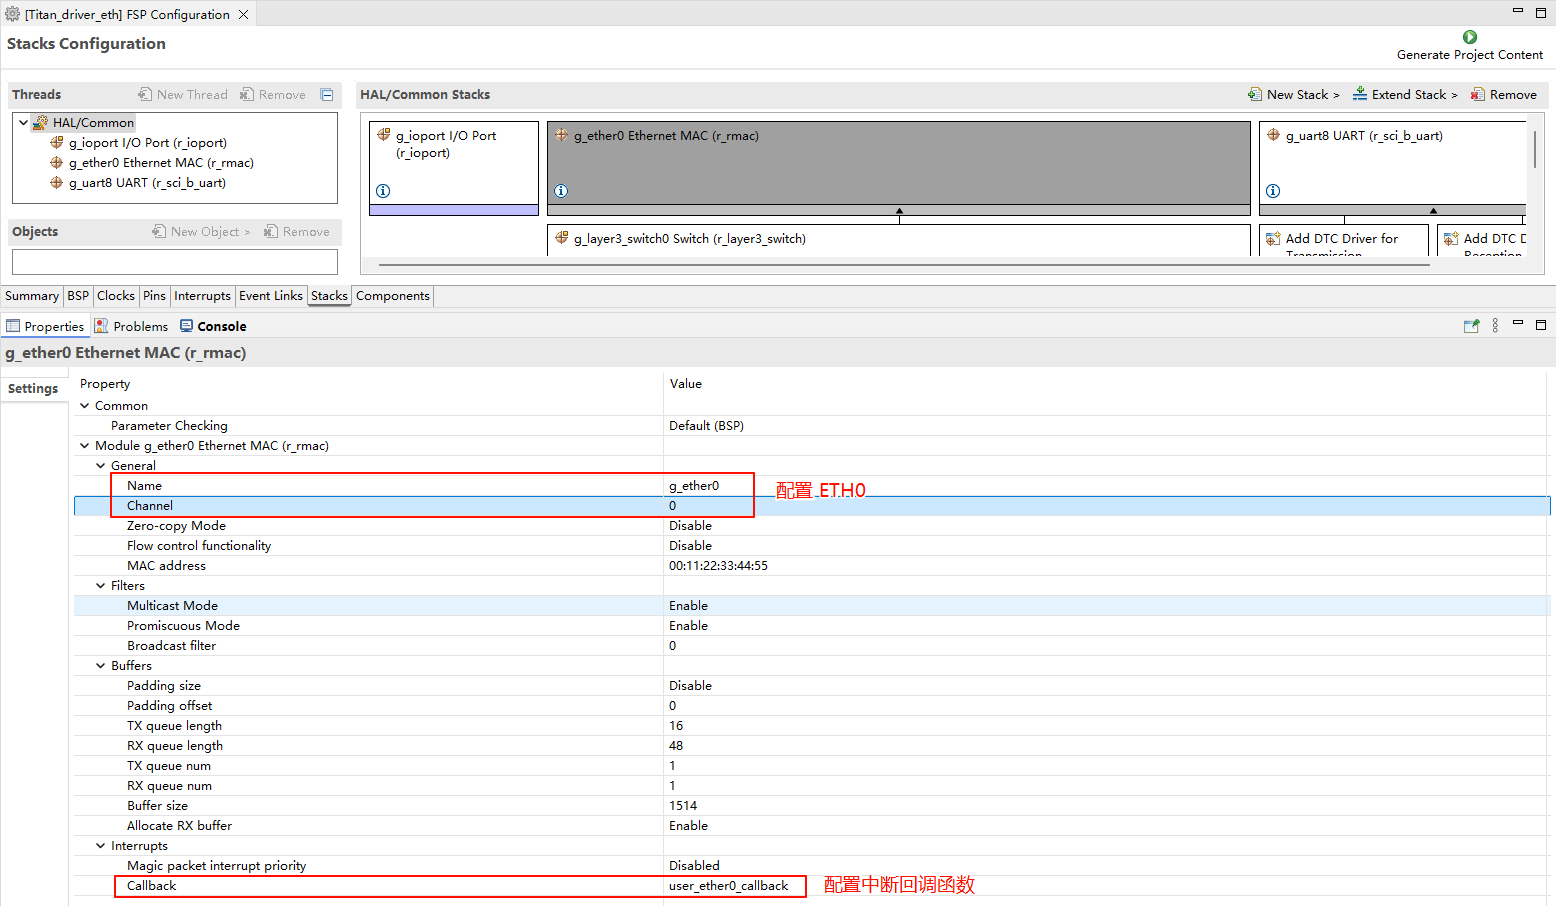 [Titan_driver_eth] FSP Configuration
Stacks Configuration
Generate Project Content
Threads
New Thread
Remove
HAL/Common
g_ioport I/O Port (r_ioport)
g_ether0 Ethernet MAC (r_rmac)
g_uart8 UART (r_sci_b_uart)
Objects
New Object >
Remove
HAL/Common Stacks
New Stack >
Extend Stack >
Remove
g_ioport I/O Port
(r_ioport)
g_ether0 Ethernet MAC (r_rmac)
g_uart8 UART (r_sci_b_uart)
g_layer3_switch0 Switch (r_layer3_switch)
Add DTC Driver for
Transmission
Add DTC D
Reception
Summary BSP Clocks Pins Interrupts Event Links Stacks Components
Properties Problems Console
g_ether0 Ethernet MAC (r_rmac)
Settings
Property Value
Common
Parameter Checking Default (BSP)
Module g_ether0 Ethernet MAC (r_rmac)
General
Name g_ether0
配置 ETH0
Channel 0
Zero-copy Mode Disable
Flow control functionality Disable
MAC address 00:11:22:33:44:55
Filters
Multicast Mode Enable
Promiscuous Mode Enable
Broadcast filter 0
Buffers
Padding size Disable
Padding offset 0
TX queue length 16
RX queue length 48
TX queue num 1
RX queue num 1
Buffer size 1514
Allocate RX buffer Enable
Interrupts
Magic packet interrupt priority Disabled
Callback user_ether0_callback
配置中断回调函数